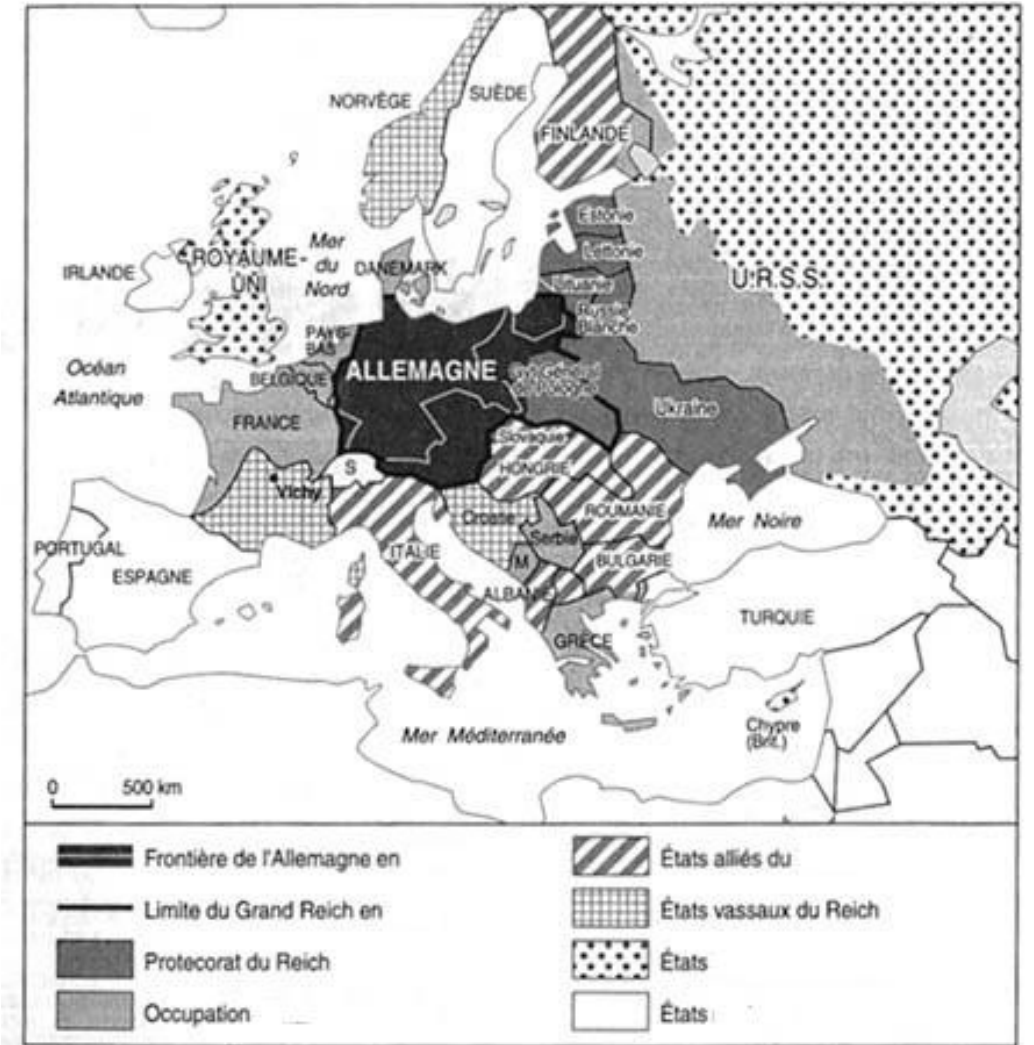 NORVÈGE
SUÈDE
FINLANDE
Estonie
Lettonie
Lituanie
Russie
Blanche
U.R.S.S.
IRLANDE
ROYAUME-
UNI
Mer
du
Nord
DANEMARK
PAYS-
BAS
BELGIQUE
ALLEMAGNE
Ukraine
Océan
Atlantique
FRANCE
Slovaquie
HONGRIE
S
Vichy
Croatie
ROUMANIE
Mer Noire
Serbie
PORTUGAL
ESPAGNE
ITALIE
M
BULGARIE
ALBANIE
TURQUIE
GRÈCE
Mer Méditerranée
Chypre
(Brit.)
0 500 km
Frontière de l'Allemagne en
Limite du Grand Reich en
Protecorat du Reich
Occupation
États alliés du
États vassaux du Reich
États
États